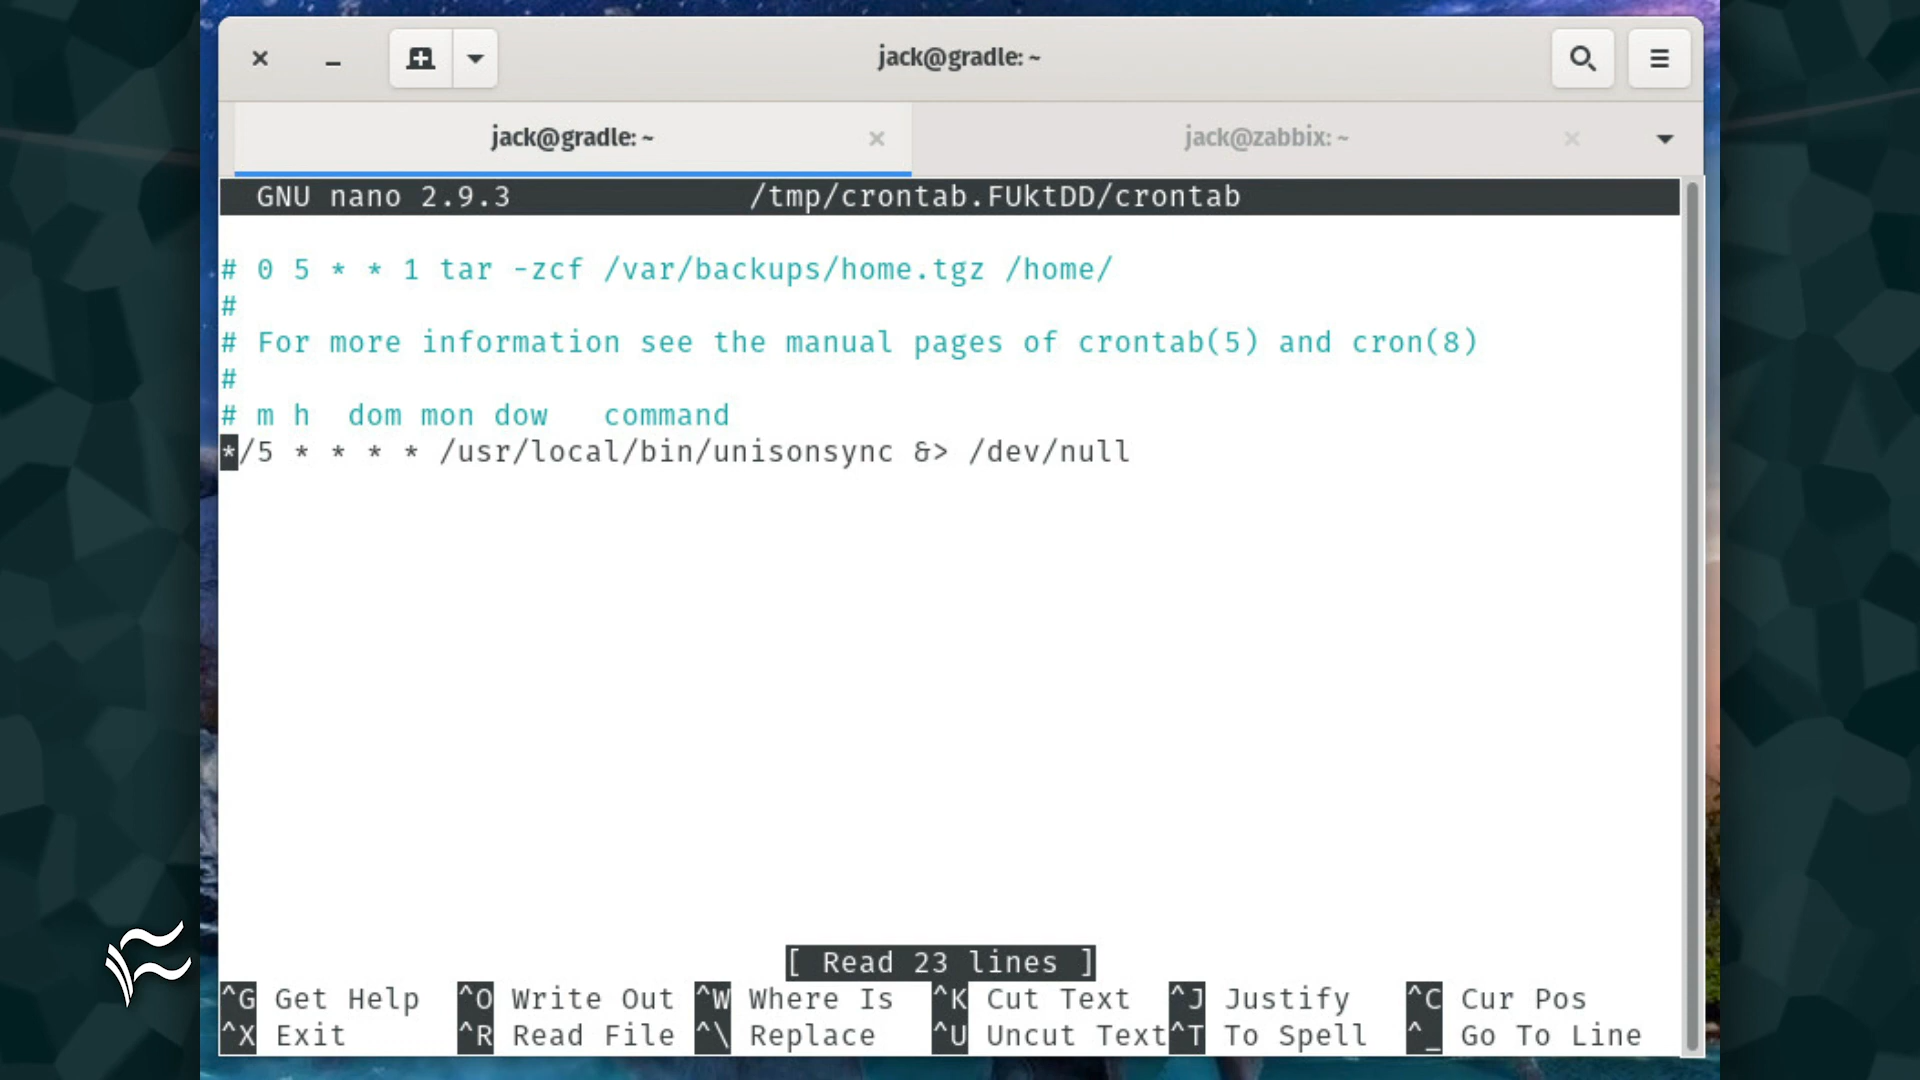 jack@gradle: ~
jack@gradle: ~ jack@zabbix: ~
GNU nano 2.9.3 /tmp/crontab.FUktDD/crontab
# 0 5 * * 1 tar -zcf /var/backups/home.tgz /home/
#
# For more information see the manual pages of crontab(5) and cron(8)
#
# m h  dom mon dow   command
*/5 * * * * /usr/local/bin/unisonsync &> /dev/null
[ Read 23 lines ]
^G Get Help ^O Write Out ^W Where Is ^K Cut Text ^J Justify ^C Cur Pos
^X Exit ^R Read File ^\ Replace ^U Uncut Text ^T To Spell ^_ Go To Line